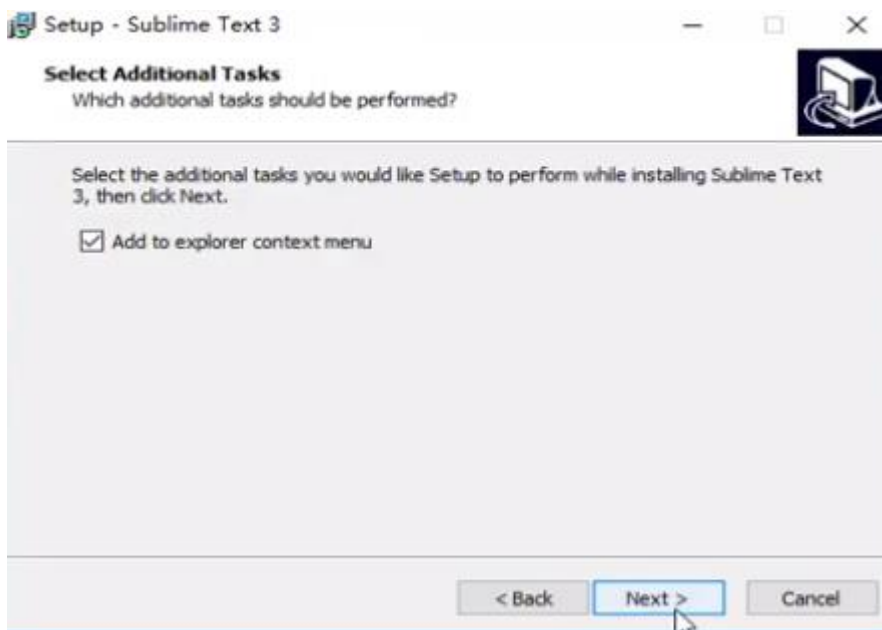 Setup - Sublime Text 3
Select Additional Tasks
Which additional tasks should be performed?
Select the additional tasks you would like Setup to perform while installing Sublime Text
3, then click Next.
Add to explorer context menu
< Back
Next >
Cancel